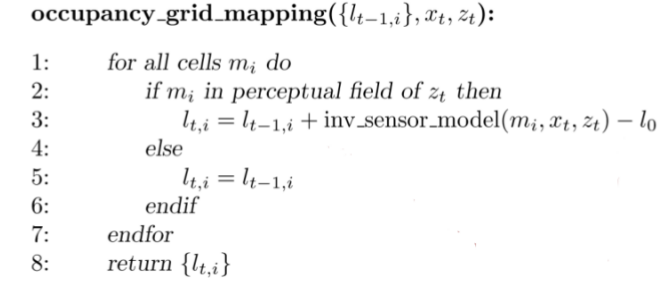 occupancy_grid_mapping({l_{t−1,i}}, x_t, z_t):
1: for all cells m_i do
2: if m_i in perceptual field of z_t then
3: l_{t,i} = l_{t−1,i} + inv_sensor_model(m_i, x_t, z_t) − l_0
4: else
5: l_{t,i} = l_{t−1,i}
6: endif
7: endfor
8: return {l_{t,i}}